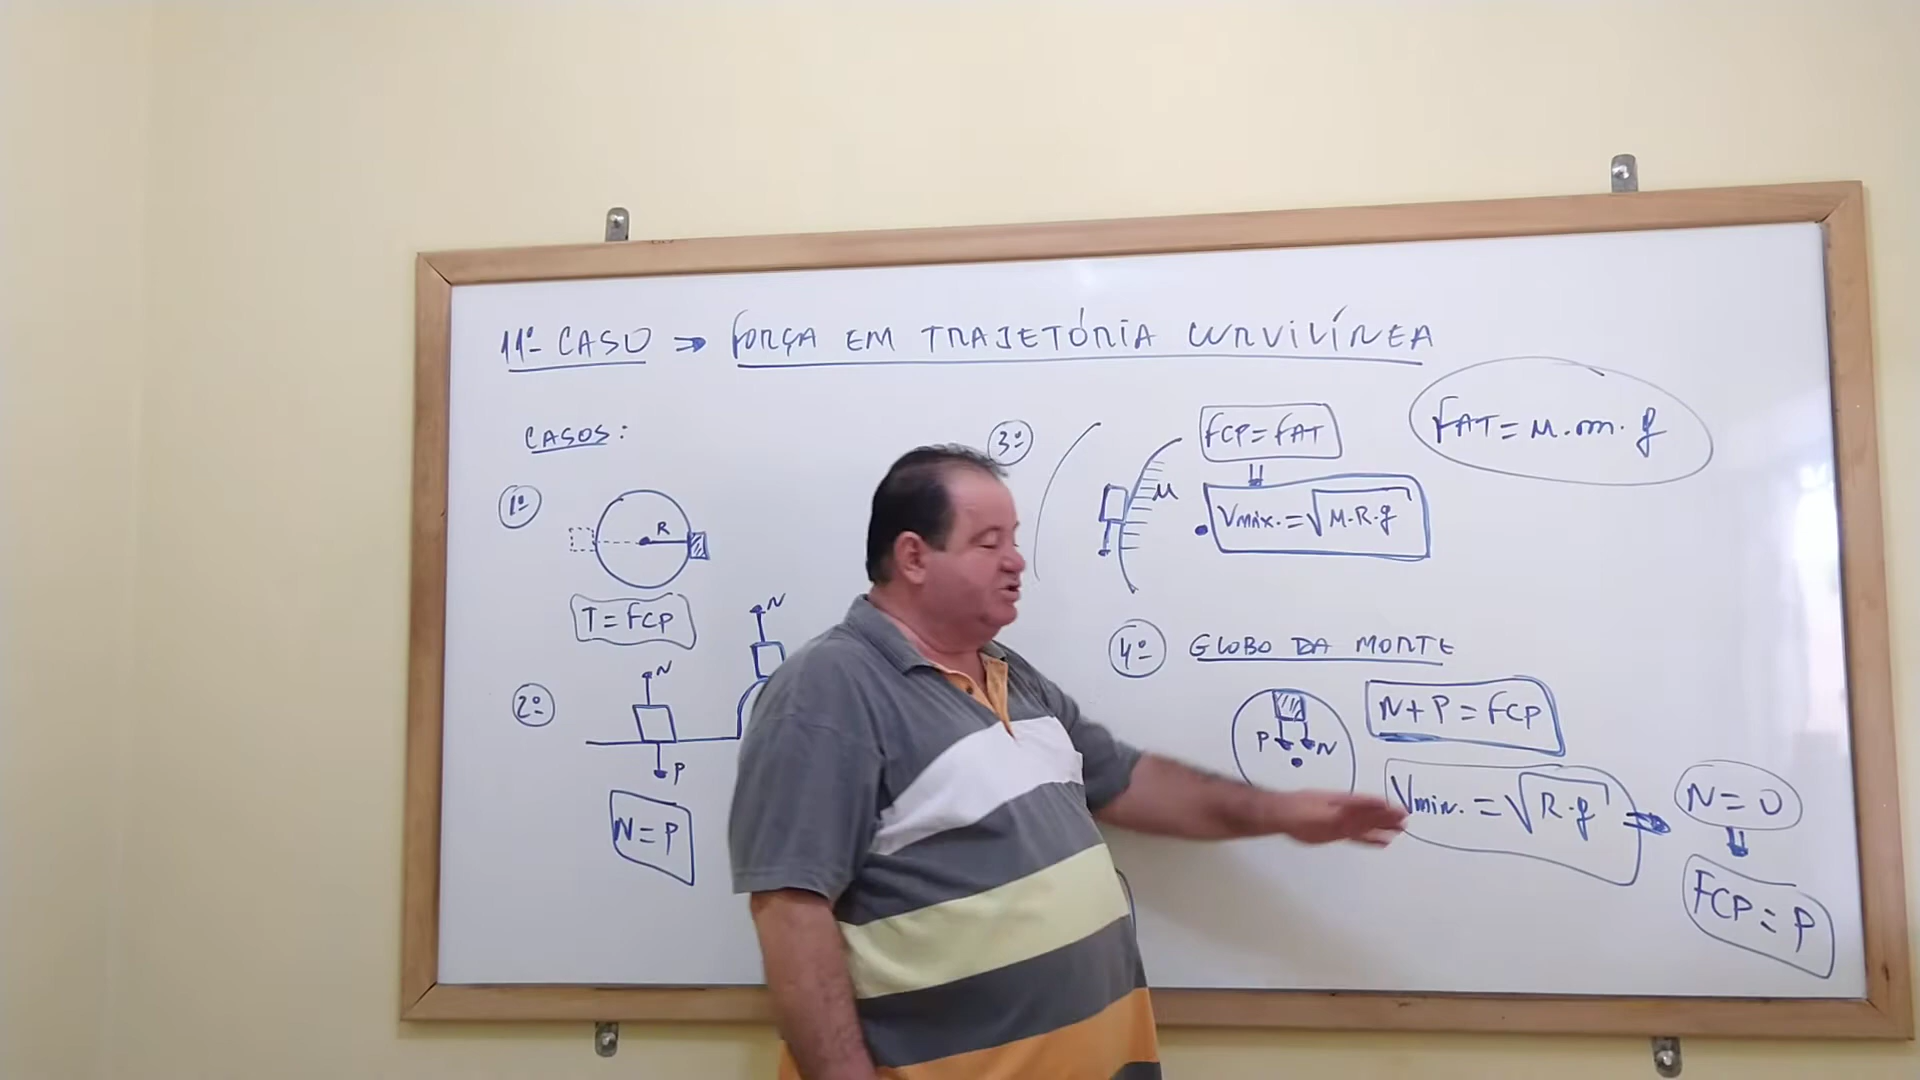 11º CASO ⇒ FORÇA EM TRAJETÓRIA CURVILÍNEA
CASOS:
1º
R
T = FCP
2º
N
P
N = P
N
3º
μ
FCP = FAT
Vmáx. = √μ.R.g
FAT = μ.m.g
4º GLOBO DA MORTE
P N
N + P = FCP
Vmin. = √R.g ⇒ N = 0
FCP = P